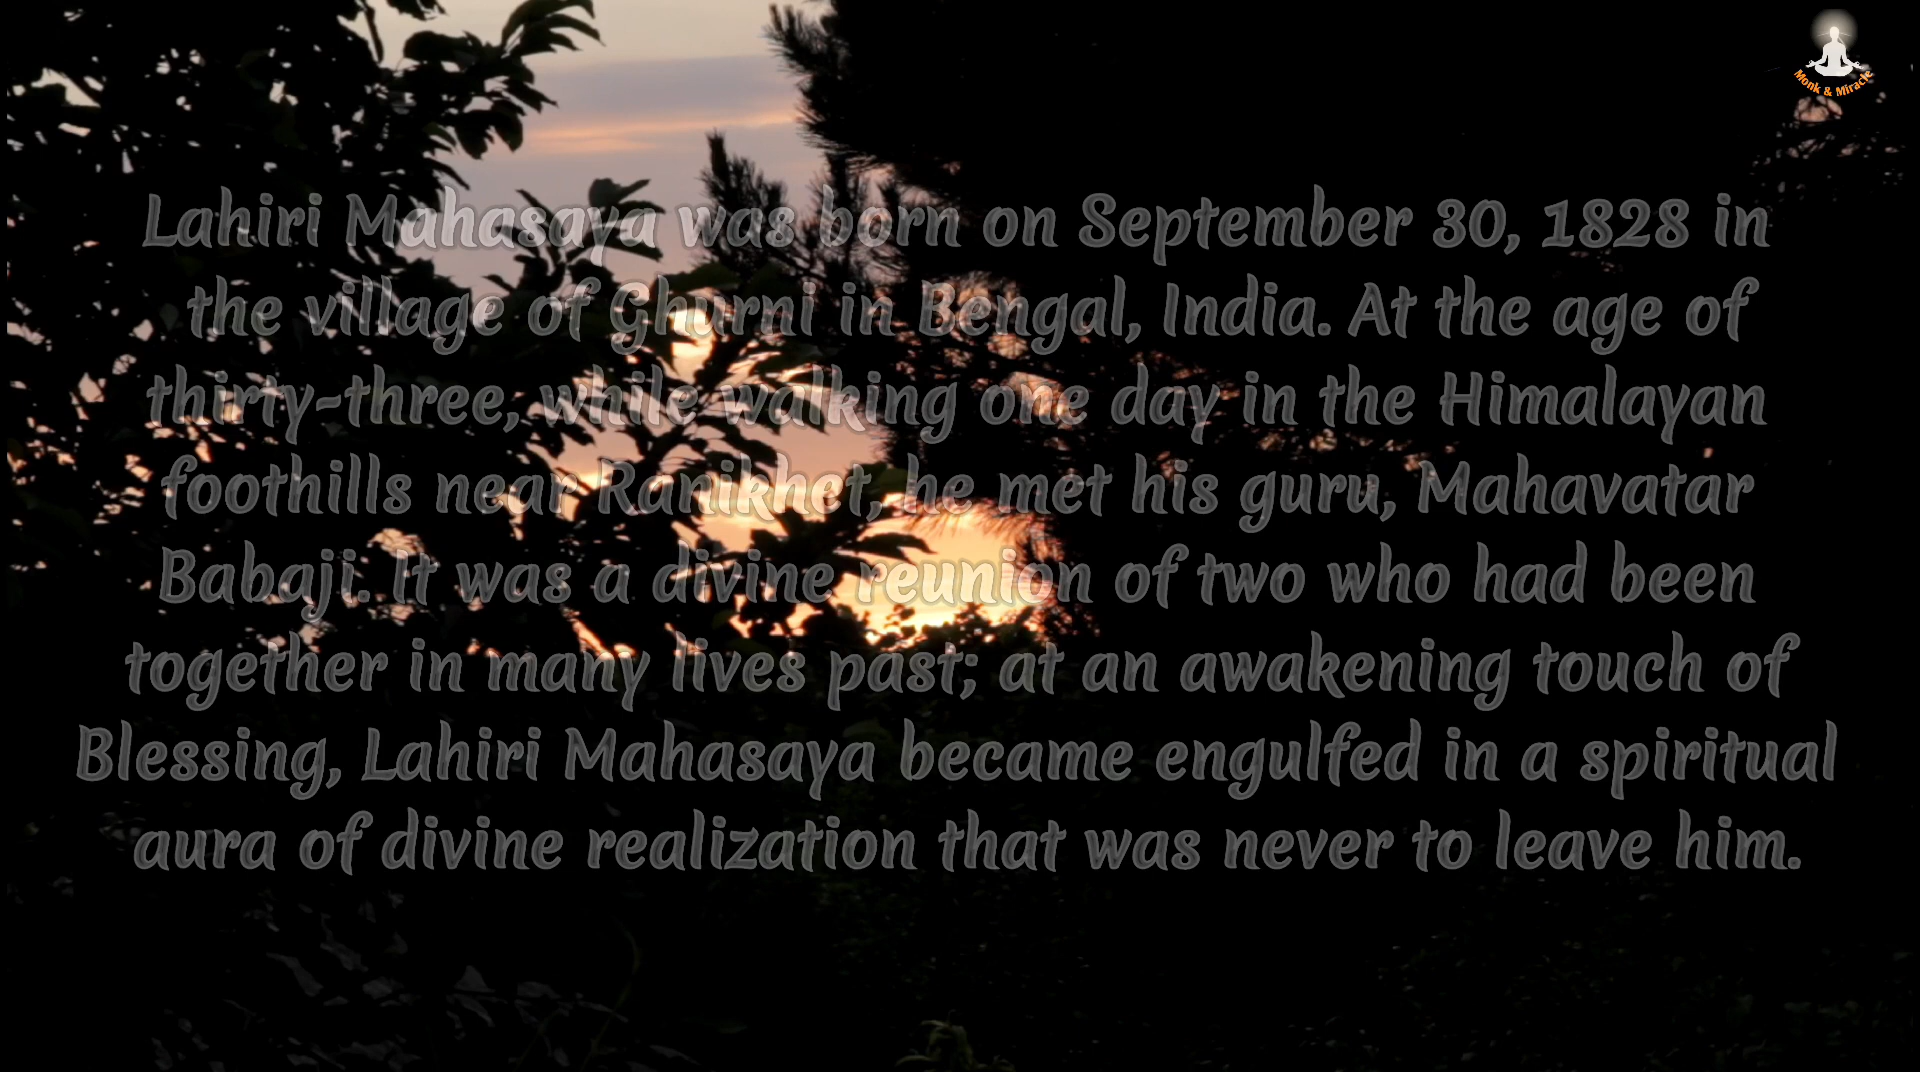 Monk & Miracle
Lahiri Mahasaya was born on September 30, 1828 in
the village of Ghurni in Bengal, India. At the age of
thirty-three, while walking one day in the Himalayan
foothills near Ranikhet, he met his guru, Mahavatar
Babaji. It was a divine reunion of two who had been
together in many lives past; at an awakening touch of
Blessing, Lahiri Mahasaya became engulfed in a spiritual
aura of divine realization that was never to leave him.